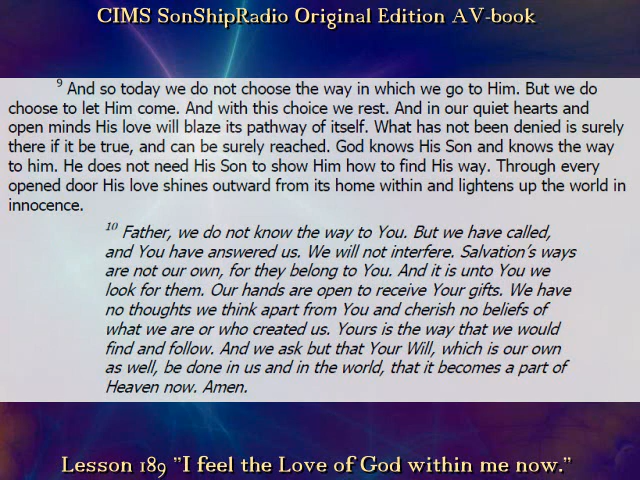 CIMS SonShipRadio Original Edition AV-book
9 And so today we do not choose the way in which we go to Him. But we do
choose to let Him come. And with this choice we rest. And in our quiet hearts and
open minds His love will blaze its pathway of itself. What has not been denied is surely
there if it be true, and can be surely reached. God knows His Son and knows the way
to him. He does not need His Son to show Him how to find His way. Through every
opened door His love shines outward from its home within and lightens up the world in
innocence.
10 Father, we do not know the way to You. But we have called,
and You have answered us. We will not interfere. Salvation's ways
are not our own, for they belong to You. And it is unto You we
look for them. Our hands are open to receive Your gifts. We have
no thoughts we think apart from You and cherish no beliefs of
what we are or who created us. Yours is the way that we would
find and follow. And we ask but that Your Will, which is our own
as well, be done in us and in the world, that it becomes a part of
Heaven now. Amen.
Lesson 189 "I feel the Love of God within me now."